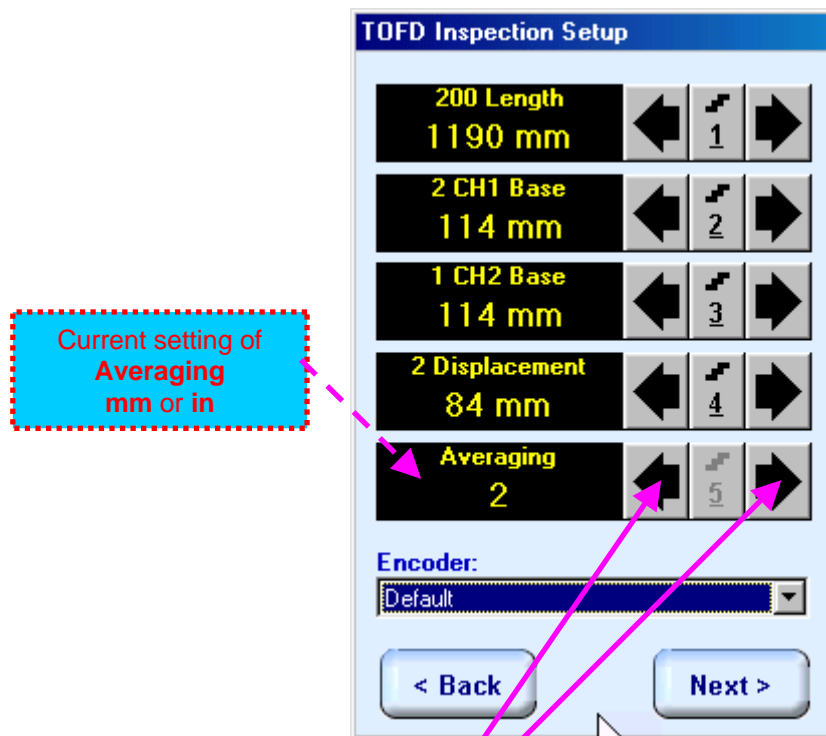 TOFD Inspection Setup
200 Length
1190 mm
1
2 CH1 Base
114 mm
2
1 CH2 Base
114 mm
3
2 Displacement
84 mm
4
Averaging
2
5
Current setting of
Averaging
mm or in
Encoder:
Default
< Back
Next >